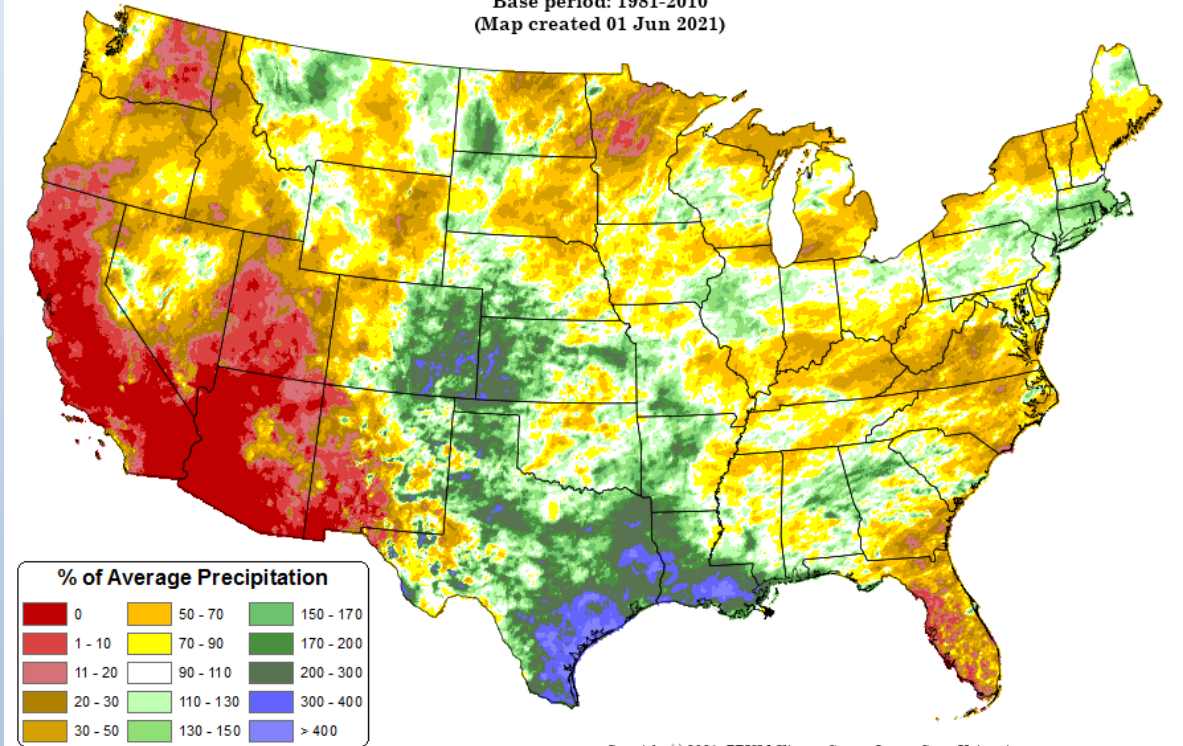 Base period: 1981-2010
(Map created 01 Jun 2021)
% of Average Precipitation
0
1 - 10
11 - 20
20 - 30
30 - 50
50 - 70
70 - 90
90 - 110
110 - 130
130 - 150
150 - 170
170 - 200
200 - 300
300 - 400
> 400